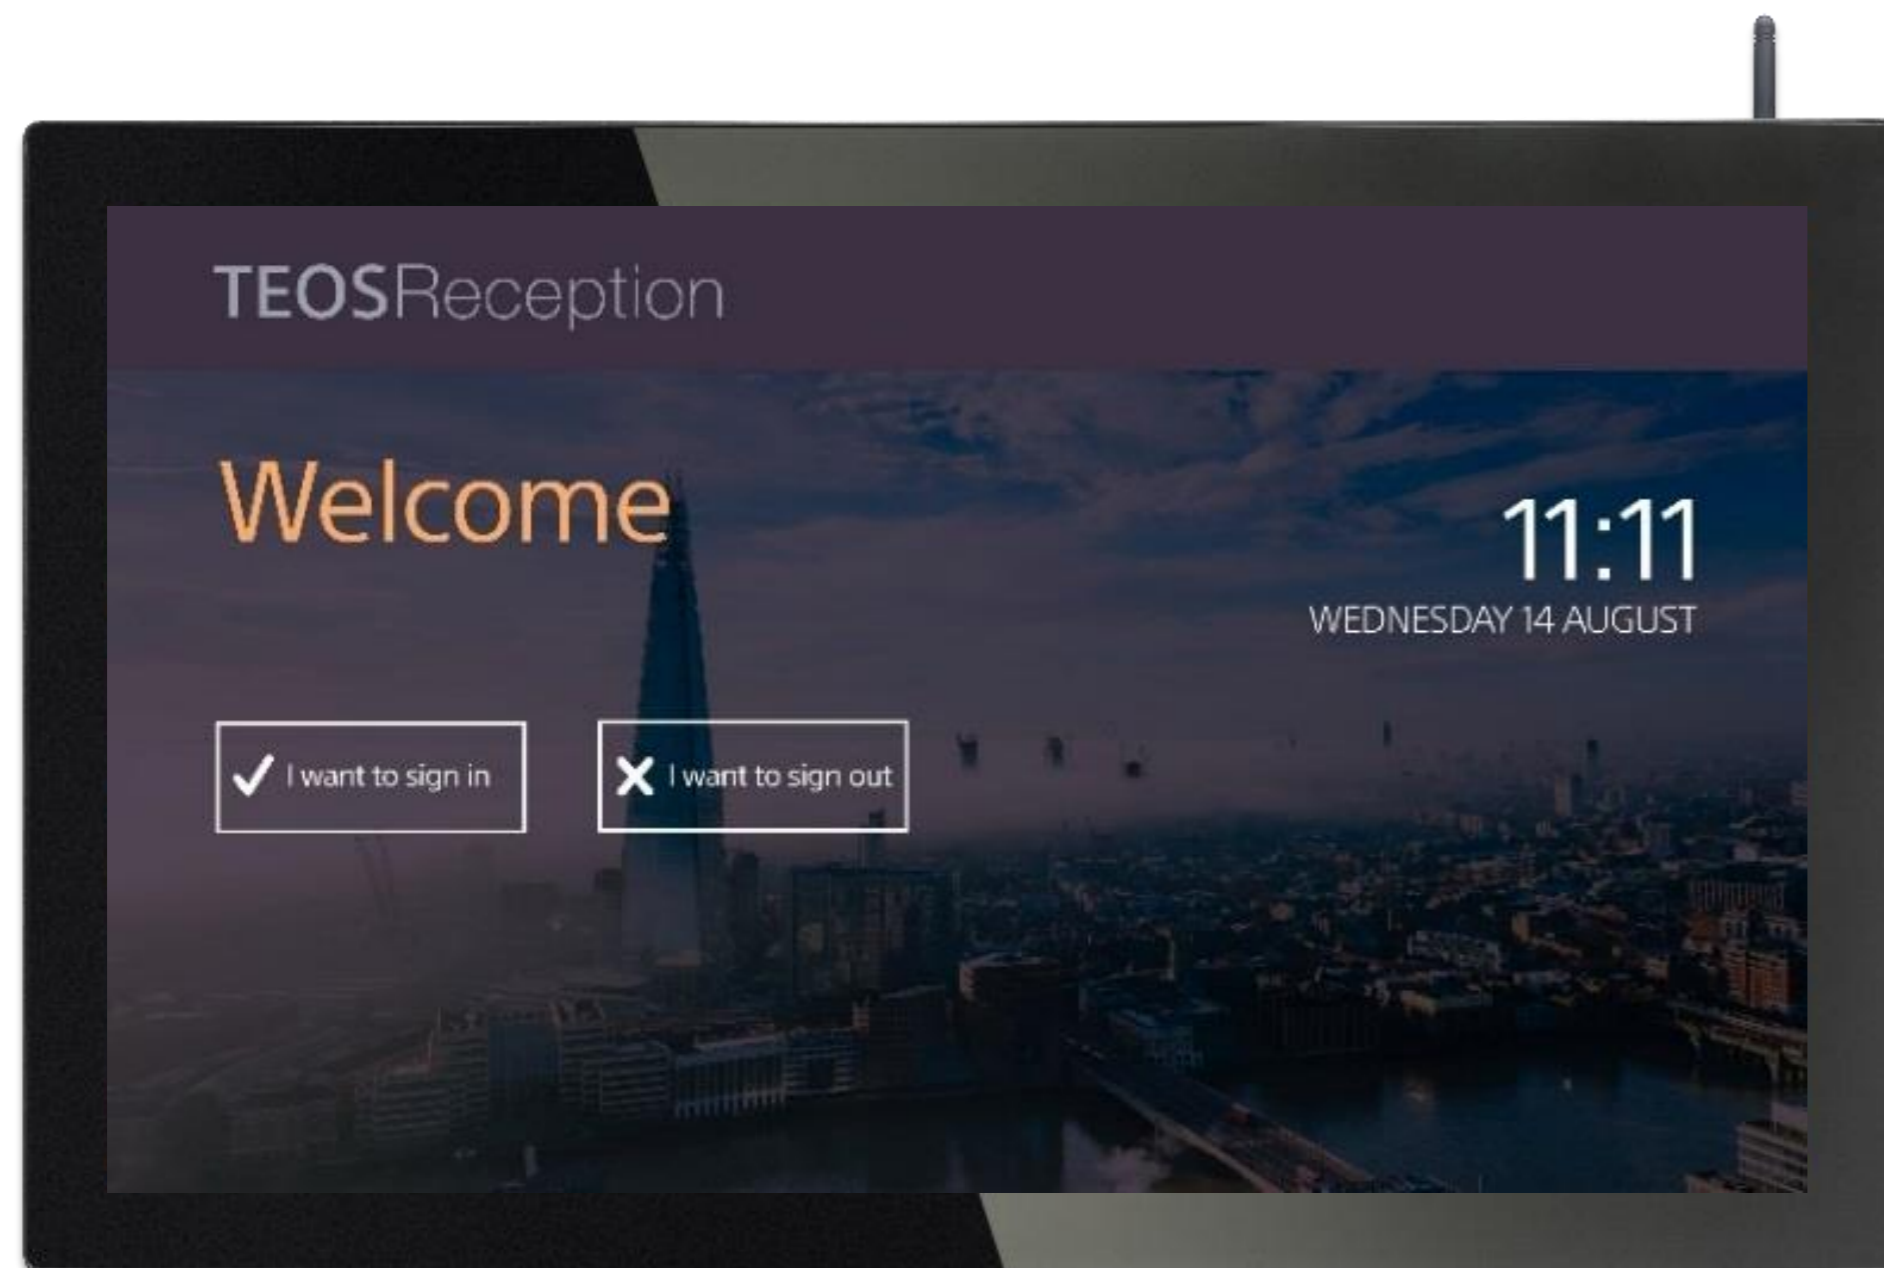 TEOSReception
Welcome
11:11
WEDNESDAY 14 AUGUST
I want to sign in
I want to sign out